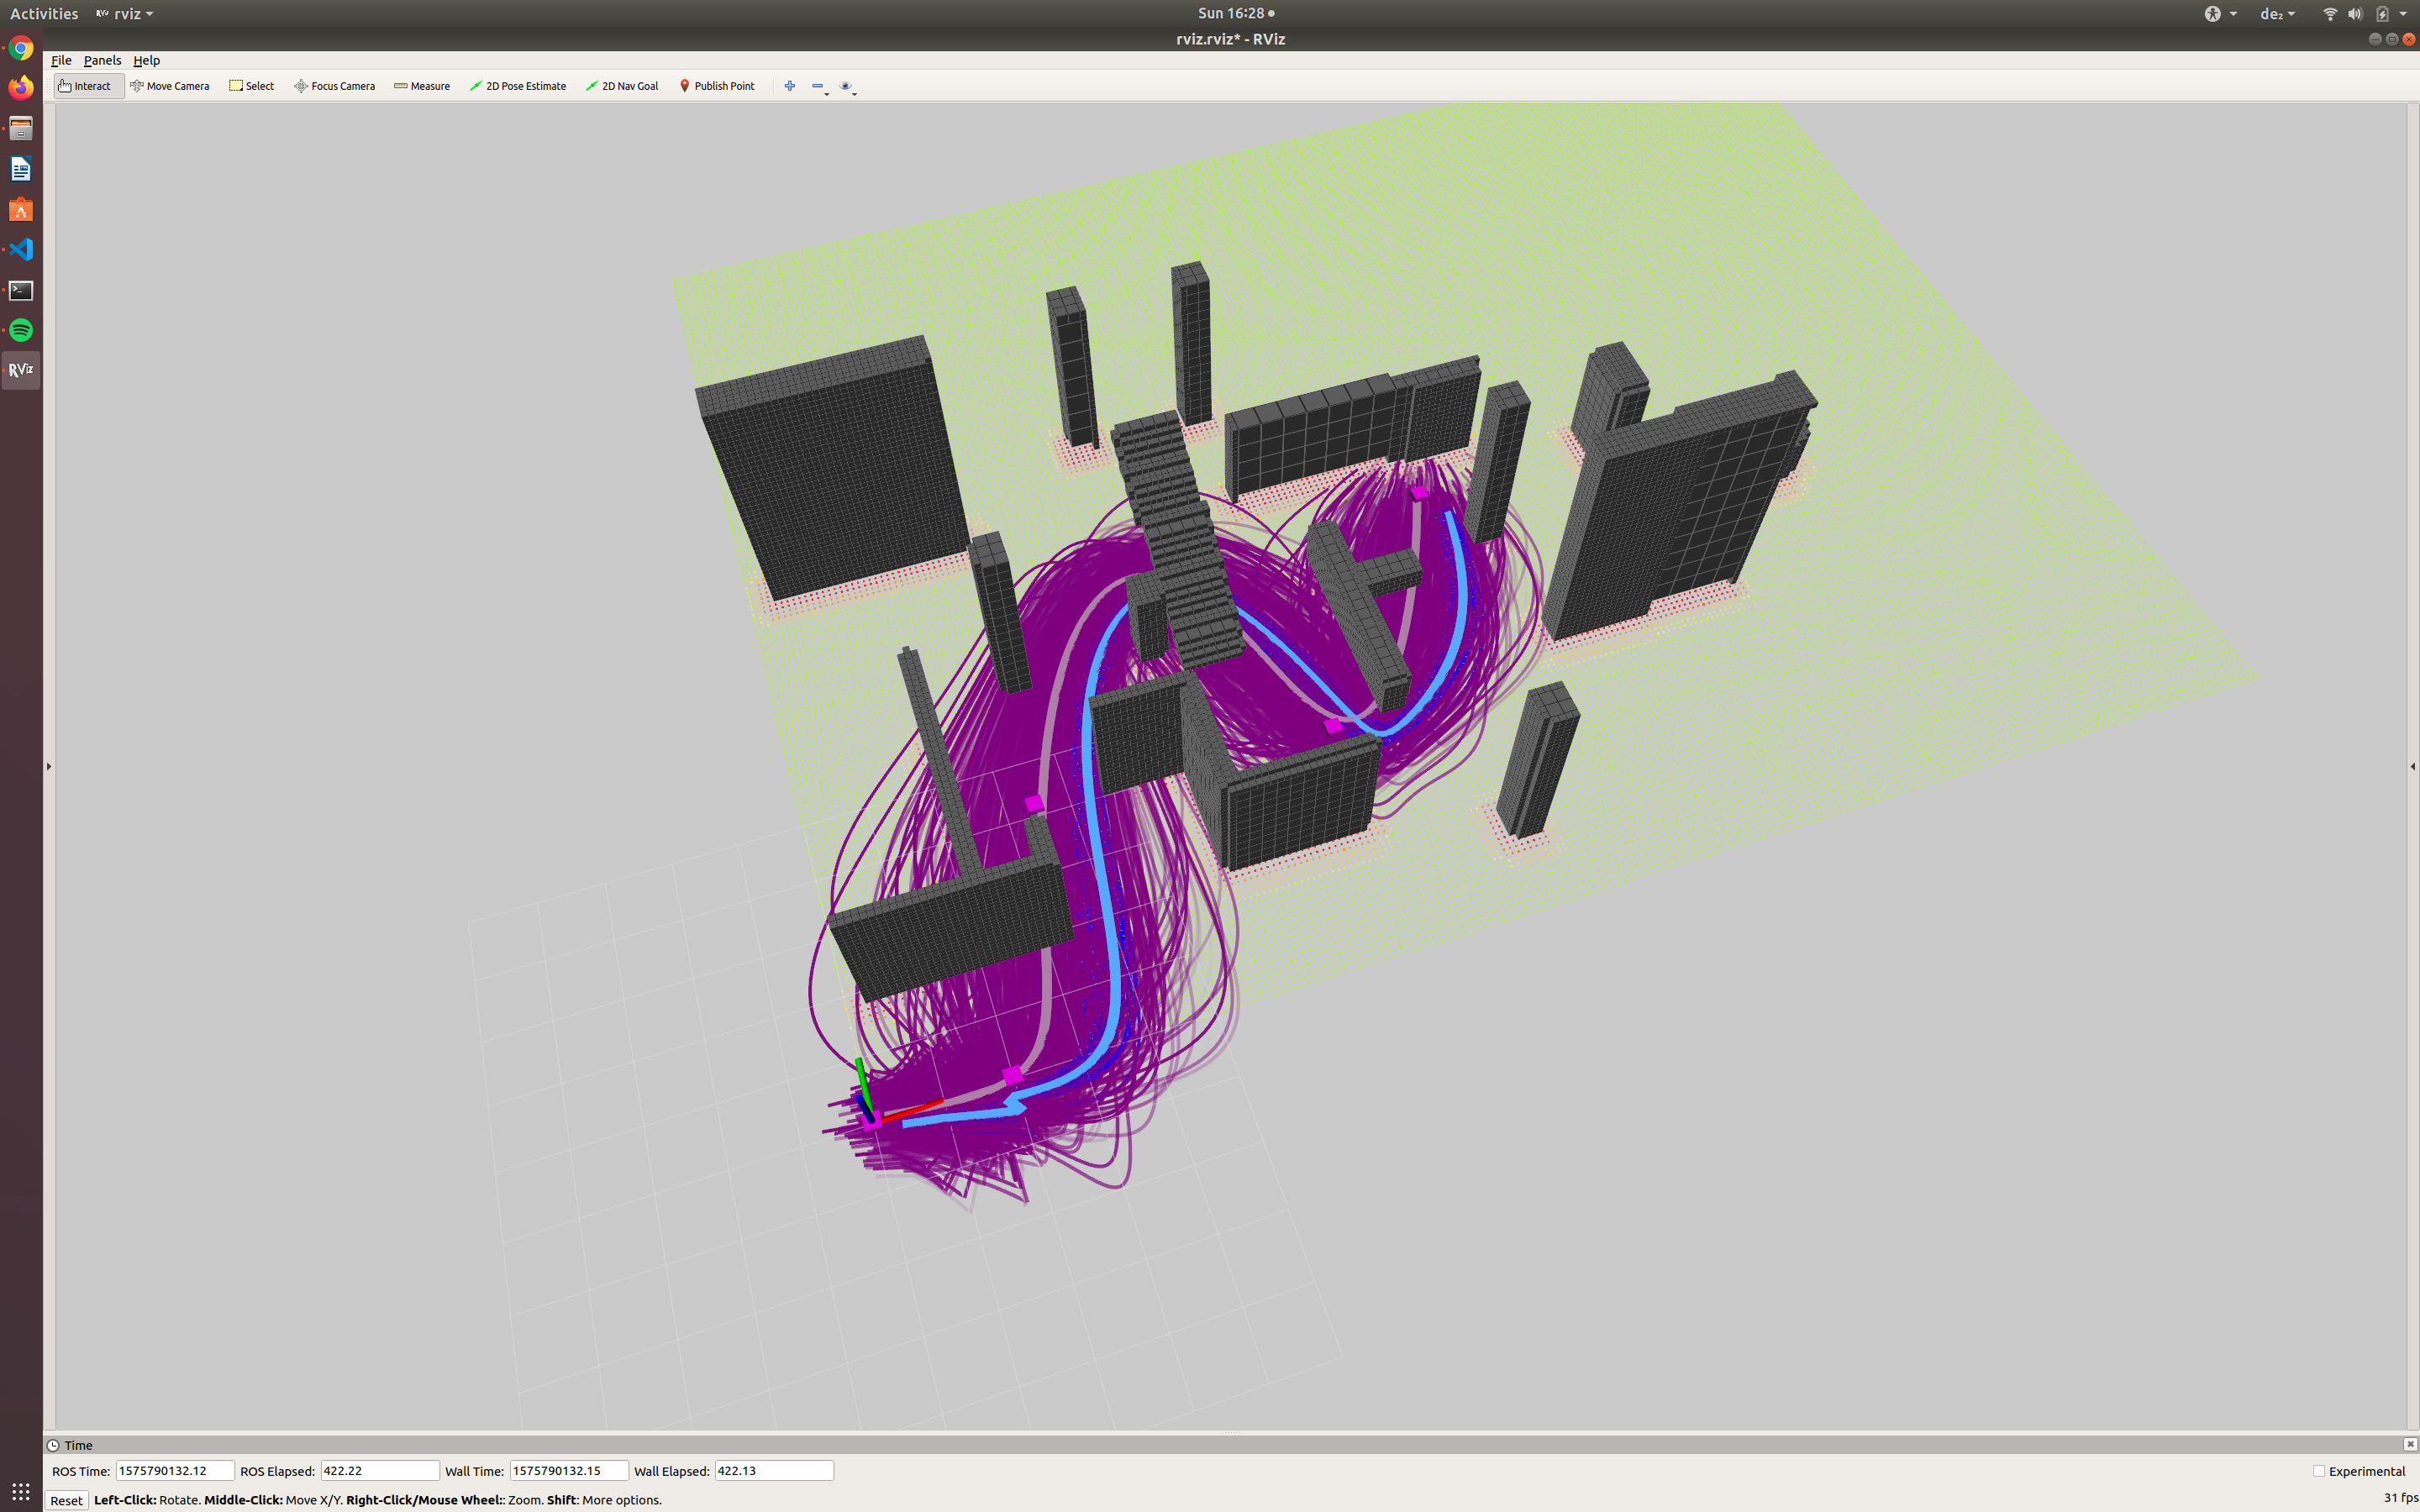 Activities RViz rviz Sun 16:28 de₂
rviz.rviz* - RViz
File Panels Help
Interact Move Camera Select Focus Camera Measure 2D Pose Estimate 2D Nav Goal Publish Point
RViz
Time
ROS Time: 1575790132.12 ROS Elapsed: 422.22 Wall Time: 1575790132.15 Wall Elapsed: 422.13 Experimental
Reset Left-Click: Rotate. Middle-Click: Move X/Y. Right-Click/Mouse Wheel:: Zoom. Shift: More options. 31 fps